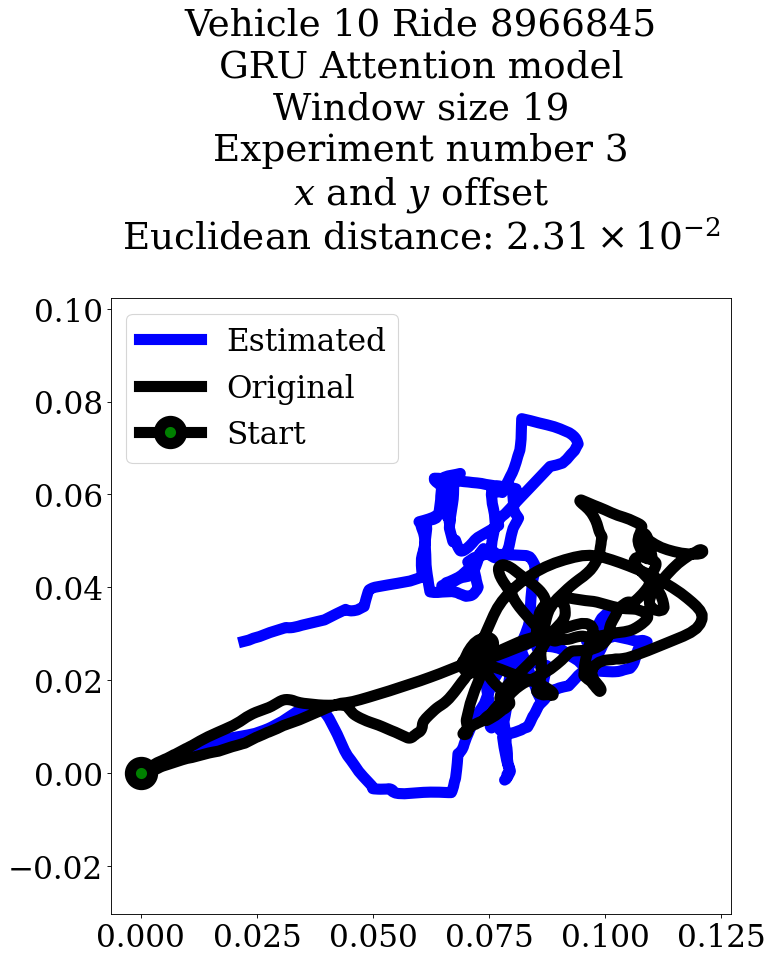 Vehicle 10 Ride 8966845
GRU Attention model
Window size 19
Experiment number 3
x and y offset
Euclidean distance: 2.31 × 10⁻²
0.10
0.08
0.06
0.04
0.02
0.00
−0.02
Estimated
Original
Start
0.000 0.025 0.050 0.075 0.100 0.125